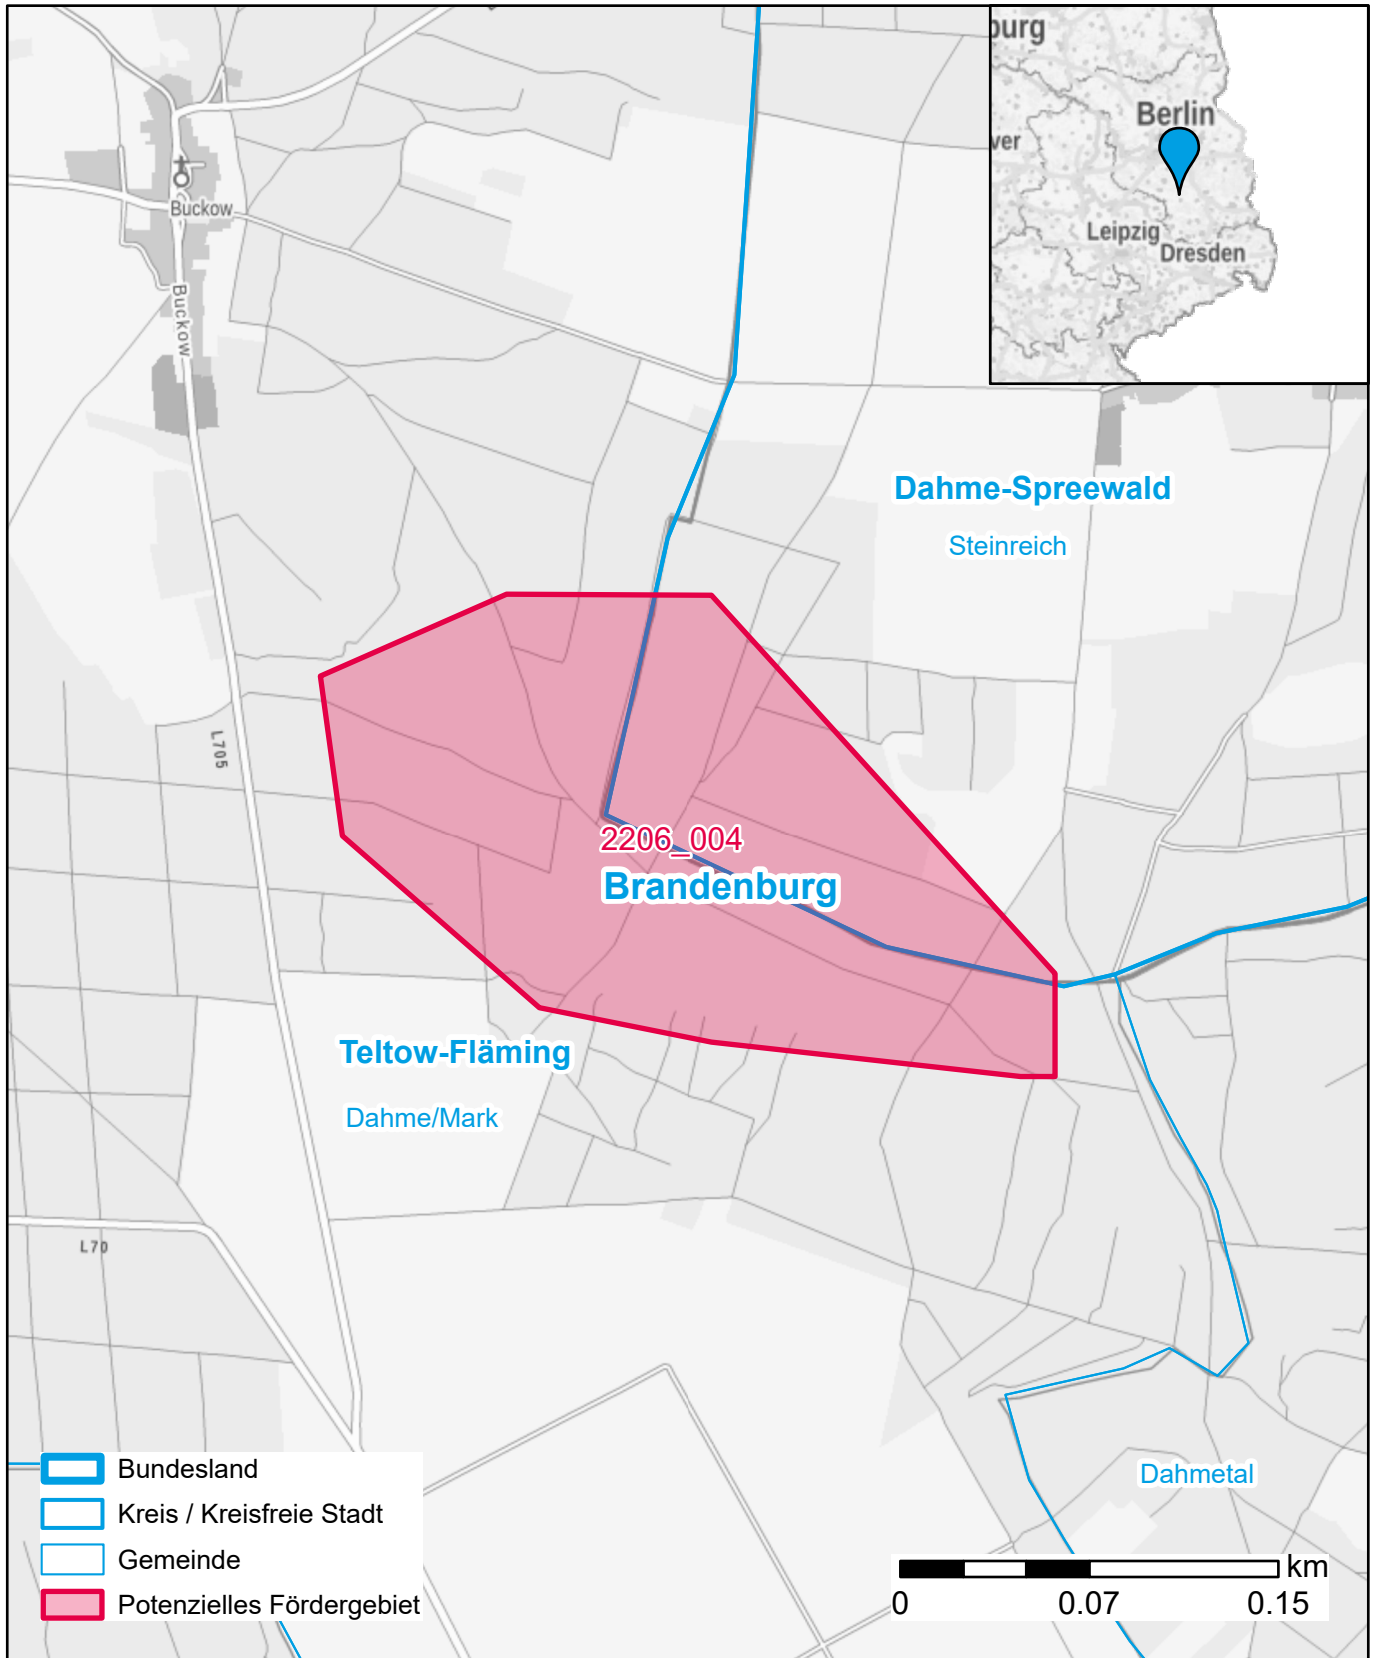 burg
Berlin
ver
Leipzig
Dresden
Buckow
Buckow
Dahme-Spreewald
Steinreich
L705
2206_004
Brandenburg
Teltow-Fläming
Dahme/Mark
L70
Dahmetal
Bundesland
Kreis / Kreisfreie Stadt
Gemeinde
Potenzielles Fördergebiet
km
0 0.07 0.15